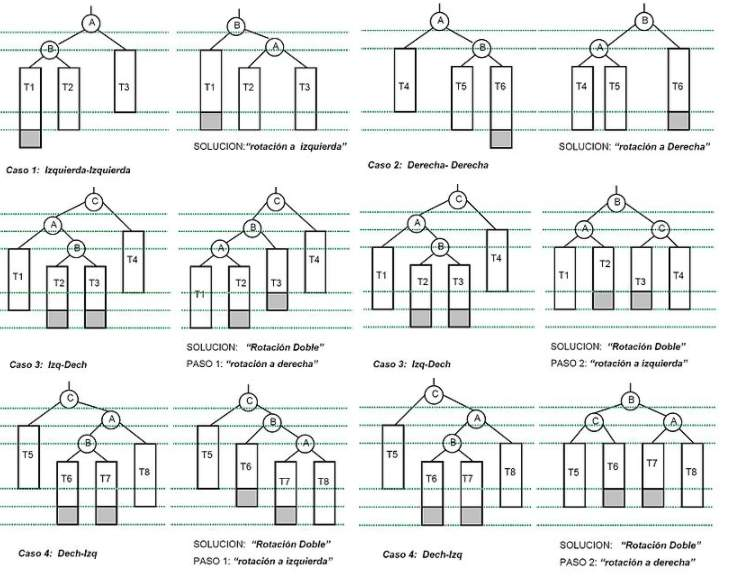 A
B
T1
T2
T3
Caso 1: Izquierda-Izquierda
B
A
T1
T2
T3
SOLUCION:"rotación a izquierda"
A
B
T4
T5
T6
Caso 2: Derecha- Derecha
B
A
T4
T5
T6
SOLUCION: "rotación a Derecha"
C
A
B
T1
T2
T3
T4
Caso 3: Izq-Dech
C
B
A
T1
T2
T3
T4
SOLUCION: "Rotación Doble"
PASO 1: "rotación a derecha"
C
A
B
T1
T2
T3
T4
Caso 3: Izq-Dech
B
A
C
T1
T2
T3
T4
SOLUCION: "Rotación Doble"
PASO 2: "rotación a izquierda"
C
A
B
T5
T6
T7
T8
Caso 4: Dech-Izq
C
B
A
T5
T6
T7
T8
SOLUCION: "Rotación Doble"
PASO 1: "rotación a izquierda"
C
A
B
T5
T6
T7
T8
Caso 4: Dech-Izq
B
C
A
T5
T6
T7
T8
SOLUCION: "Rotación Doble"
PASO 2: "rotación a derecha"